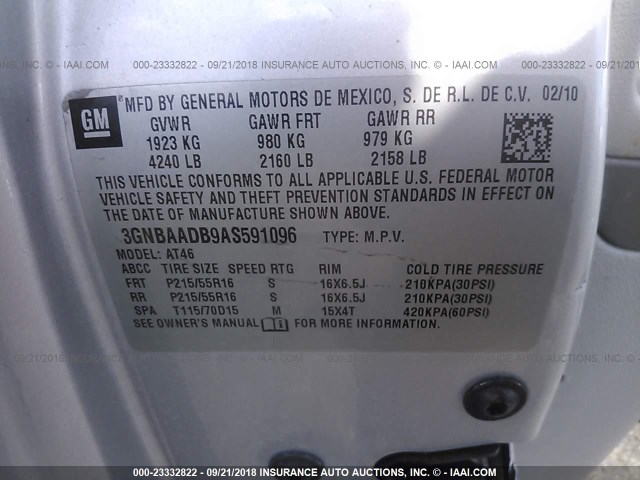 000-23332822 - 09/21/2018 - INSURANCE AUTO AUCTIONS, INC. - IAAI.COM
GM
®MFD BY GENERAL MOTORS DE MEXICO, S. DE R.L. DE C.V. 02/10
GVWR GAWR FRT GAWR RR
1923 KG 980 KG 979 KG
4240 LB 2160 LB 2158 LB
THIS VEHICLE CONFORMS TO ALL APPLICABLE U.S. FEDERAL MOTOR
VEHICLE SAFETY AND THEFT PREVENTION STANDARDS IN EFFECT ON
THE DATE OF MANUFACTURE SHOWN ABOVE.
3GNBAADB9AS591096 TYPE: M.P.V.
MODEL: AT46
ABCC TIRE SIZE SPEED RTG RIM COLD TIRE PRESSURE
FRT P215/55R16 S 16X6.5J 210KPA(30PSI)
RR P215/55R16 S 16X6.5J 210KPA(30PSI)
SPA T115/70D15 M 15X4T 420KPA(60PSI)
SEE OWNER'S MANUAL FOR MORE INFORMATION.
000-23332822 - 09/21/2018 - INSURANCE AUTO AUCTIONS, INC. - IAAI.COM